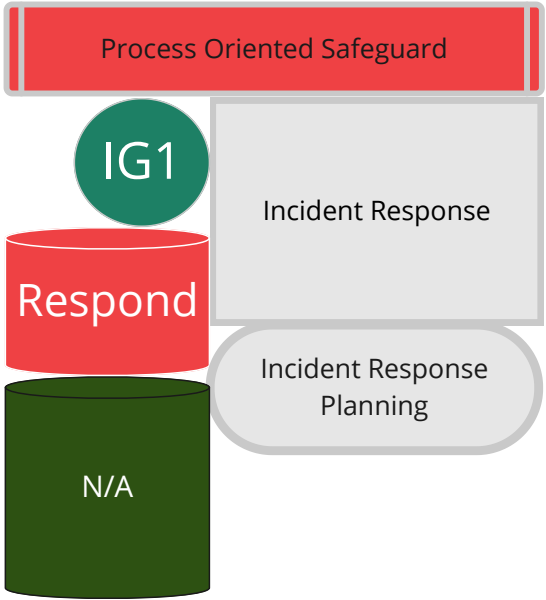 Process Oriented Safeguard
IG1
Incident Response
Respond
Incident Response
Planning
N/A